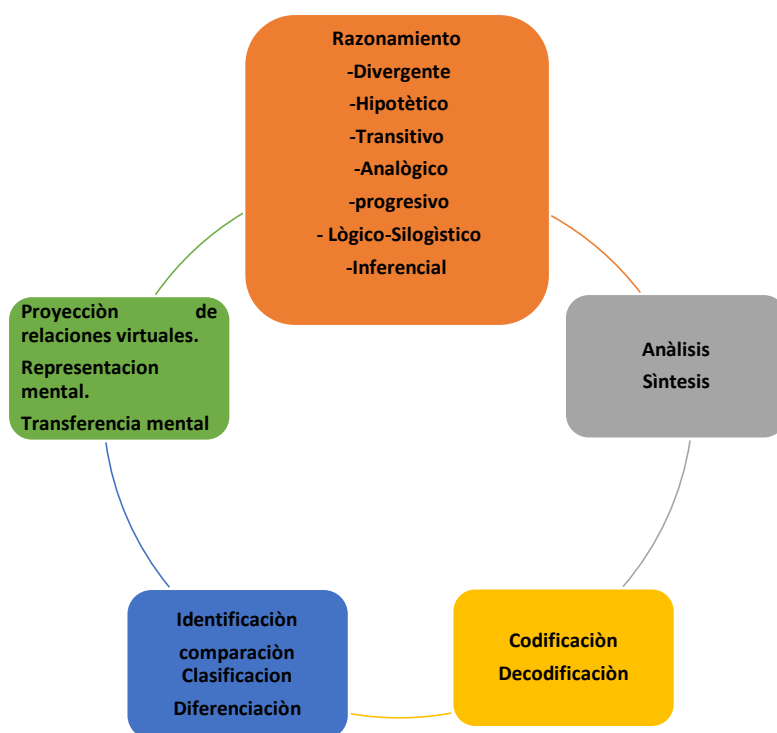 Razonamiento
-Divergente
-Hipotètico
-Transitivo
-Analògico
-progresivo
- Lògico-Silogìstico
-Inferencial
Anàlisis
Sìntesis
Codificaciòn
Decodificaciòn
Identificaciòn
comparaciòn
Clasificacion
Diferenciaciòn
Proyecciòn de
relaciones virtuales.
Representacion
mental.
Transferencia mental